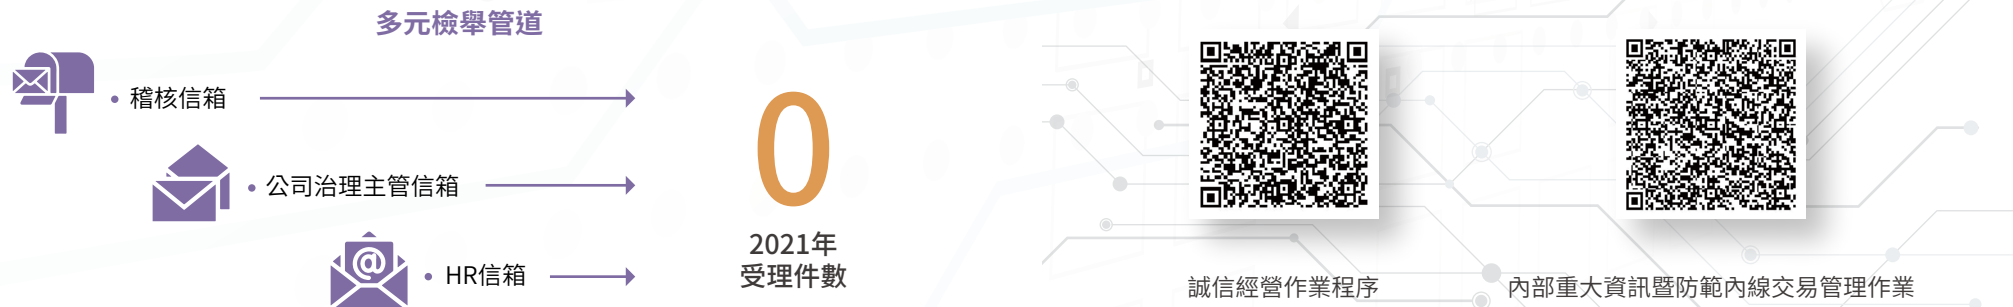 多元檢舉管道
稽核信箱
公司治理主管信箱
@
HR信箱
0
2021年
受理件數
誠信經營作業程序
內部重大資訊暨防範內線交易管理作業